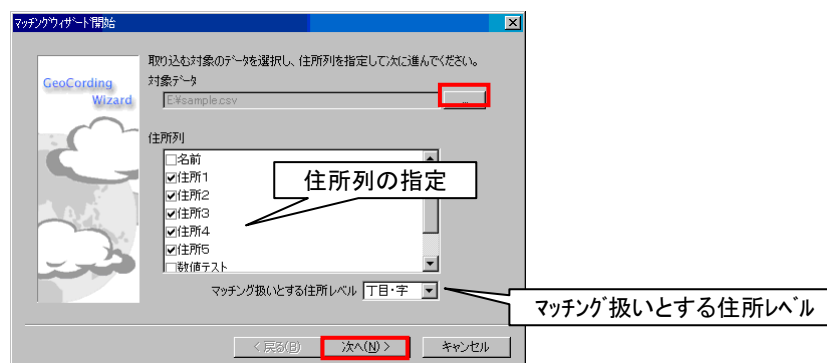 マッチングウィザード開始
取り込む対象のデータを選択し、住所列を指定して次に進んでください。
GeoCording
Wizard
対象データ
E¥sample.csv
...
住所列
名前
住所1
住所2
住所3
住所4
住所5
数値テスト
住所列の指定
マッチング扱いとする住所レベル
丁目・字
マッチング扱いとする住所レベル
< 戻る(B)
次へ(N) >
キャンセル